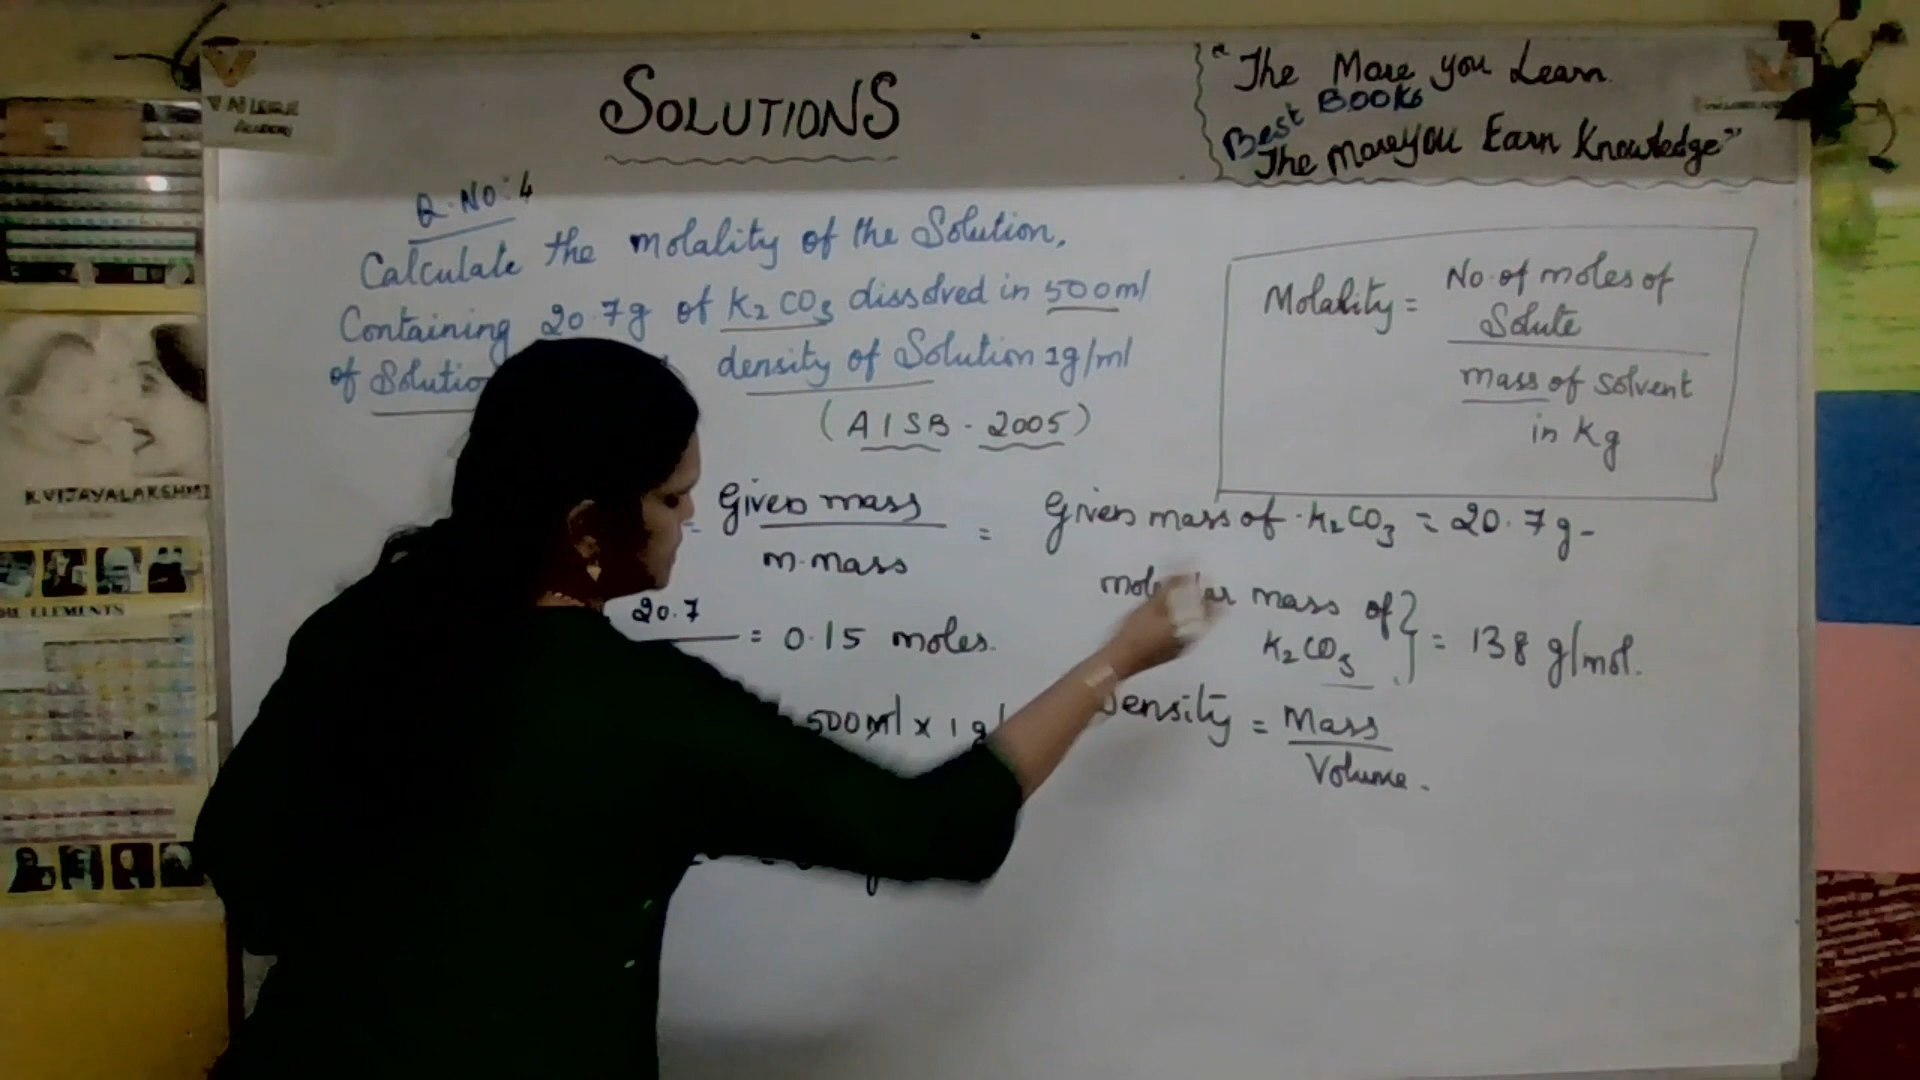 SOLUTIONS
"The More you Learn
Best Books
The More you Earn Knowledge"
Q.No:4
Calculate the molality of the Solution,
Containing 20.7g of K₂CO₃ dissolved in 500ml
of Solution density of Solution 1g/ml
(AISB - 2005)
Molality = No. of moles of Solute
mass of solvent
in Kg
= Given mass
m.mass
=
Given mass of K₂CO₃ = 20.7g
molecular mass of
K₂CO₃ } = 138 g/mol.
20.7
= 0.15 moles.
500ml x 1g/
Density = Mass
Volume.
K.VIJAYALAKSHMI
ELEMENTS